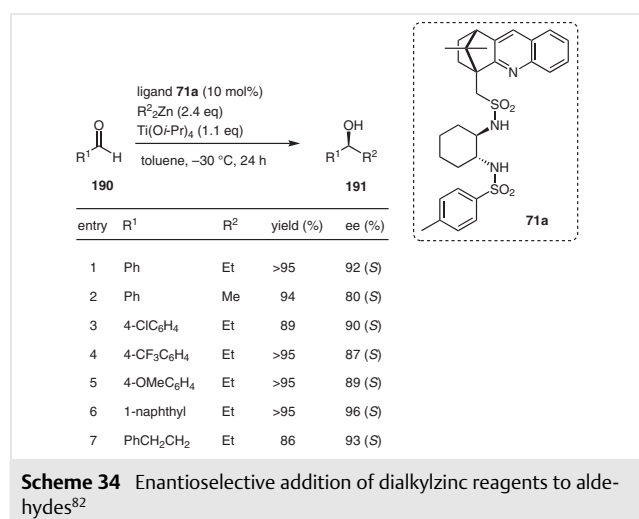 ligand 71a (10 mol%)
R²₂Zn (2.4 eq)
Ti(Oi-Pr)₄ (1.1 eq)
toluene, –30 °C, 24 h
O
R¹ H
190
OH
R¹ R²
191
N
SO₂
NH
NH
SO₂
71a
entry R¹ R² yield (%) ee (%)
1 Ph Et >95 92 (S)
2 Ph Me 94 80 (S)
3 4-ClC₆H₄ Et 89 90 (S)
4 4-CF₃C₆H₄ Et >95 87 (S)
5 4-OMeC₆H₄ Et >95 89 (S)
6 1-naphthyl Et >95 96 (S)
7 PhCH₂CH₂ Et 86 93 (S)
Scheme 34 Enantioselective addition of dialkylzinc reagents to alde-
hydes⁸²